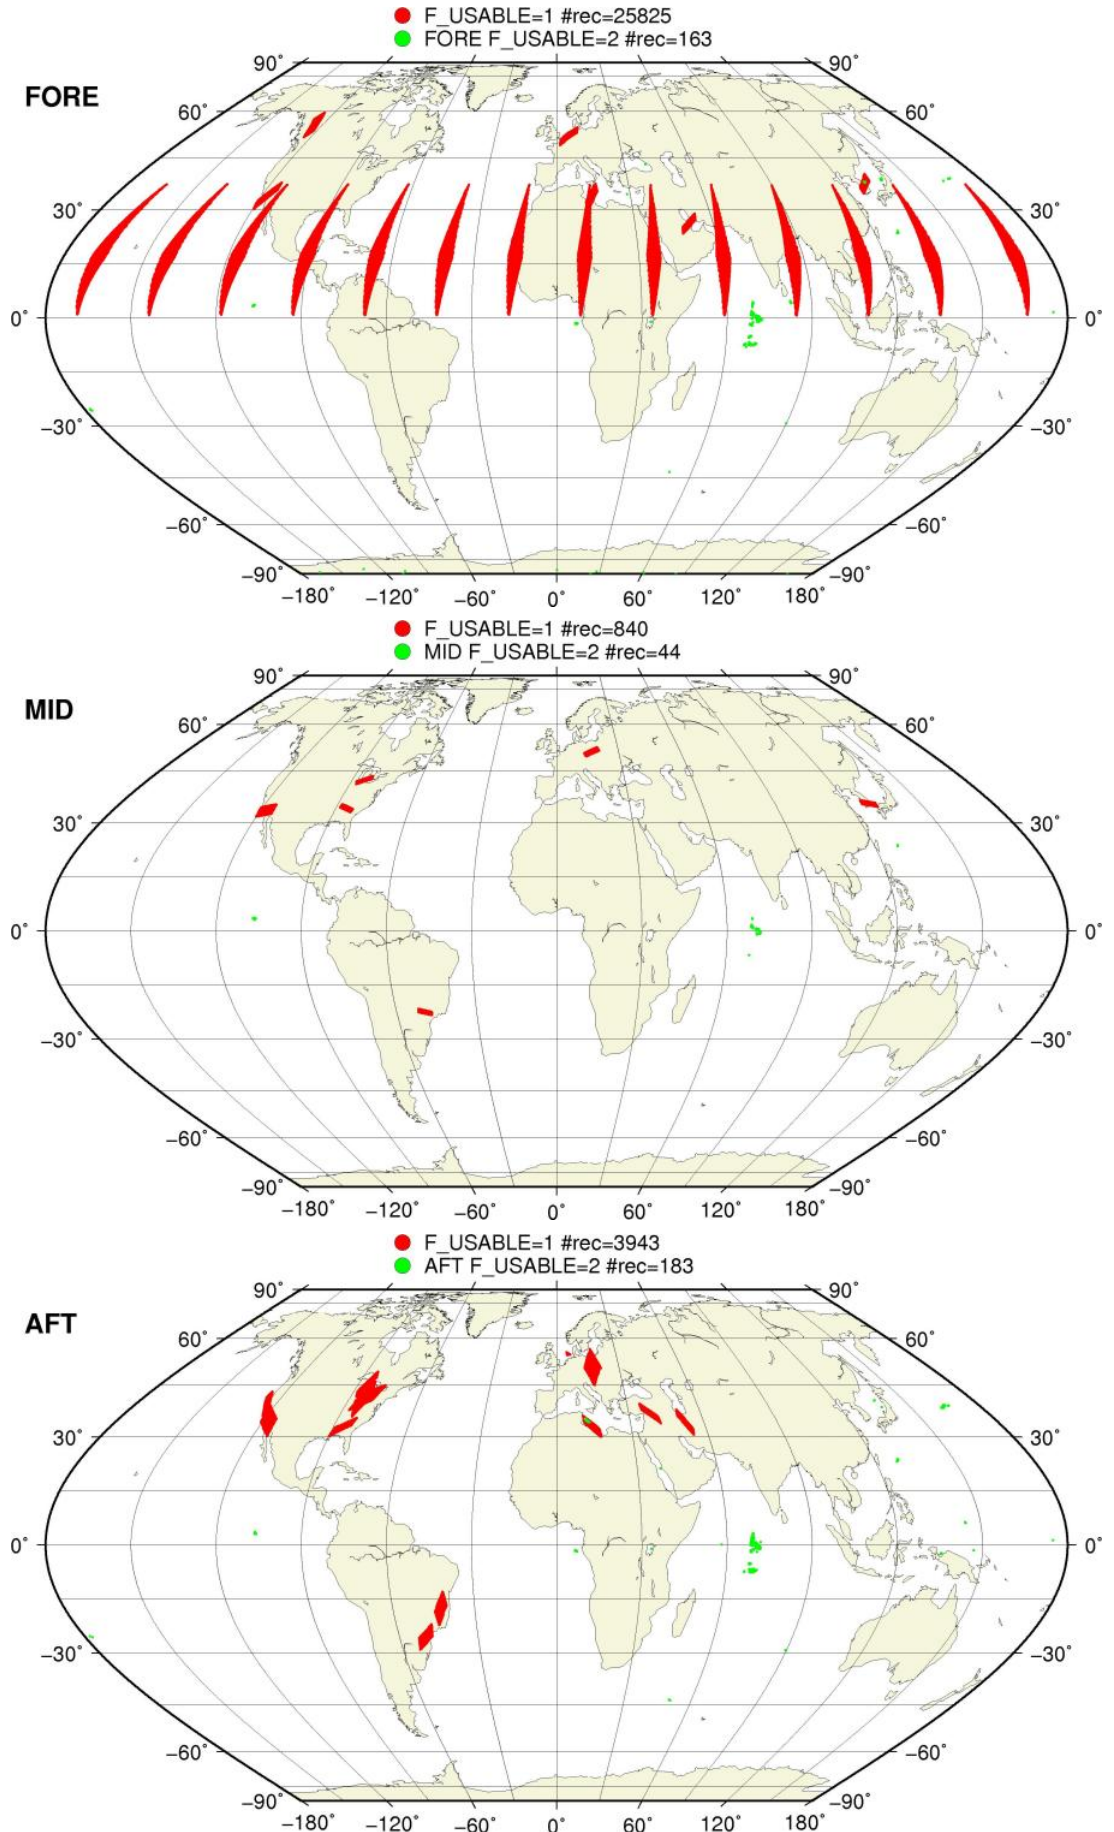 F_USABLE=1 #rec=25825
FORE F_USABLE=2 #rec=163
FORE
90° 90°
60° 60°
30° 30°
0° 0°
−30° −30°
−60° −60°
−90° −90°
−180° −120° −60° 0° 60° 120° 180°
F_USABLE=1 #rec=840
MID F_USABLE=2 #rec=44
MID
90° 90°
60° 60°
30° 30°
0° 0°
−30° −30°
−60° −60°
−90° −90°
−180° −120° −60° 0° 60° 120° 180°
F_USABLE=1 #rec=3943
AFT F_USABLE=2 #rec=183
AFT
90° 90°
60° 60°
30° 30°
0° 0°
−30° −30°
−60° −60°
−90° −90°
−180° −120° −60° 0° 60° 120° 180°